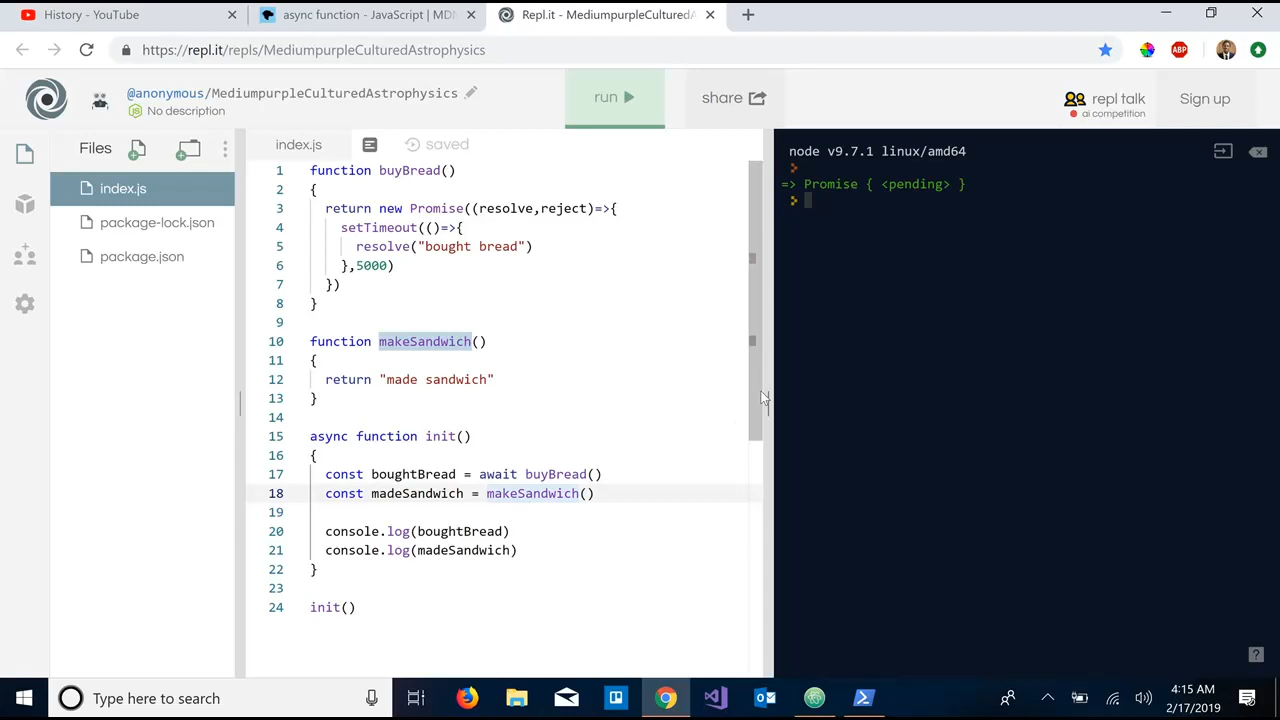 History - YouTube
async function - JavaScript | MDN
Repl.it - MediumpurpleCulturedA
https://repl.it/repls/MediumpurpleCulturedAstrophysics
ABP
@anonymous/MediumpurpleCulturedAstrophysics
No description
run
share
repl talk
ai competition
Sign up
Files
index.js
package-lock.json
package.json
index.js
saved
1 function buyBread()
2 {
3 return new Promise((resolve,reject)=>{
4 setTimeout(()=>{
5 resolve("bought bread")
6 },5000)
7 })
8 }
9
10 function makeSandwich()
11 {
12 return "made sandwich"
13 }
14
15 async function init()
16 {
17 const boughtBread = await buyBread()
18 const madeSandwich = makeSandwich()
19
20 console.log(boughtBread)
21 console.log(madeSandwich)
22 }
23
24 init()
node v9.7.1 linux/amd64
=> Promise { <pending> }
?
Type here to search
4:15 AM
2/17/2019